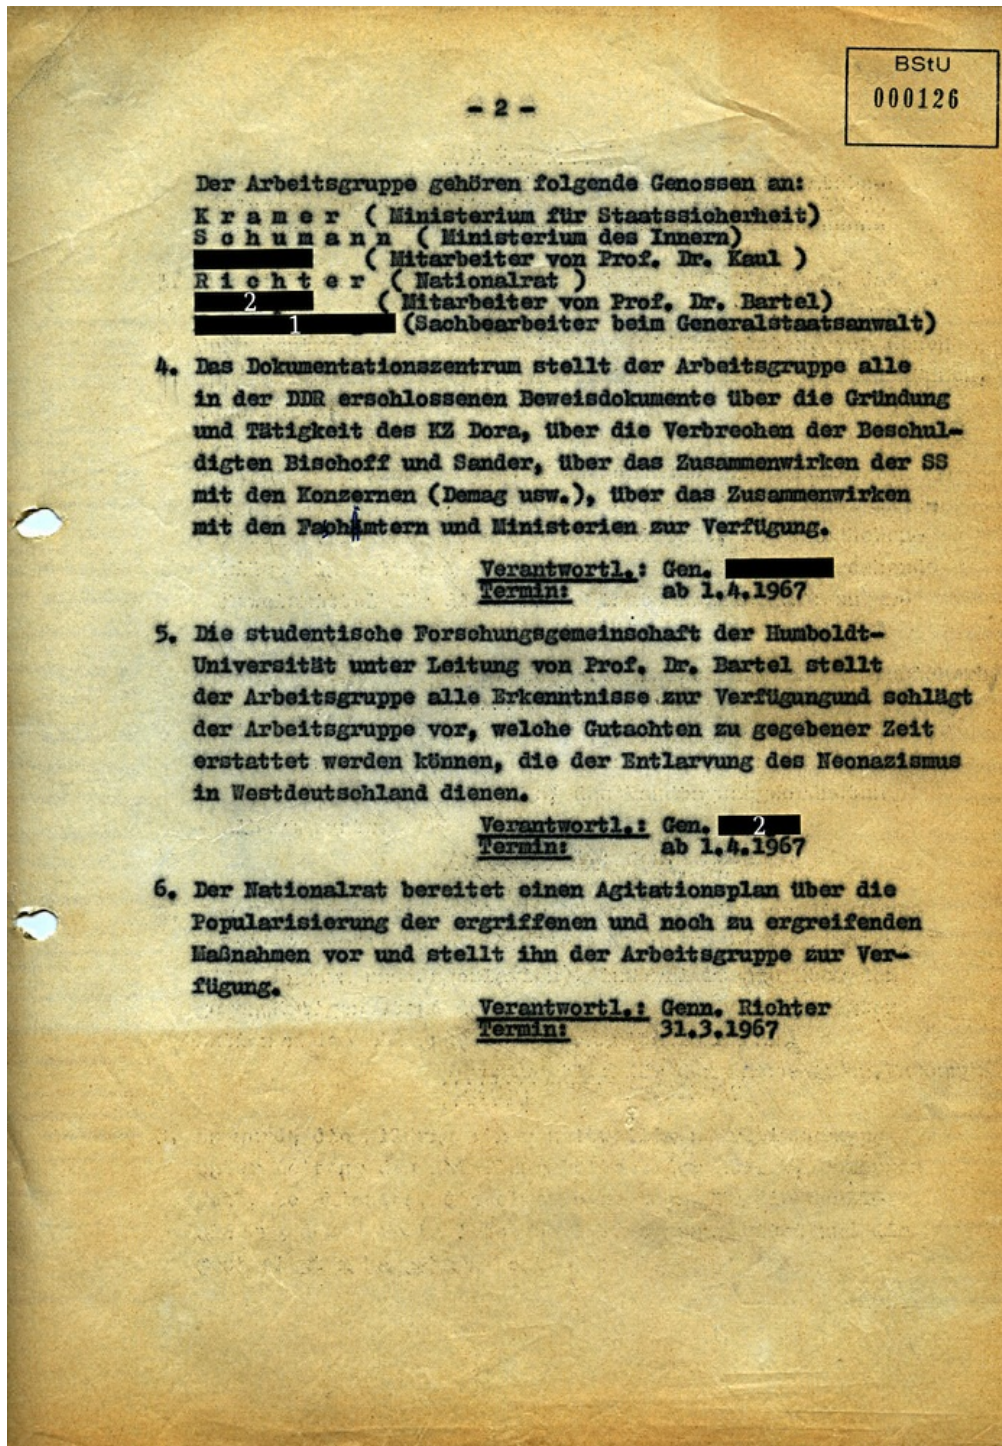 BStU
000126
- 2 -
Der Arbeitsgruppe gehören folgende Genossen an:
K r a m e r ( Ministerium für Staatssicherheit)
S c h u m a n n ( Ministerium des Innern)
( Mitarbeiter von Prof. Dr. Kaul )
R i c h t e r ( Nationalrat )
2 ( Mitarbeiter von Prof. Dr. Bartel)
1 (Sachbearbeiter beim Generalstaatsanwalt)
4. Das Dokumentationszentrum stellt der Arbeitsgruppe alle
in der DDR erschlossenen Beweisdokumente über die Gründung
und Tätigkeit des KZ Dora, über die Verbrechen der Beschul-
digten Bischoff und Sander, über das Zusammenwirken der SS
mit den Konzernen (Demag usw.), über das Zusammenwirken
mit den und Ministerien zur Verfügung.
Verantwortl.: Gen.
Termin: ab 1.4.1967
5. Die studentische Forschungsgemeinschaft der Humboldt-
Universität unter Leitung von Prof. Dr. Bartel stellt
der Arbeitsgruppe alle Erkenntnisse zur Verfügungund schlägt
der Arbeitsgruppe vor, welche Gutachten zu gegebener Zeit
erstattet werden können, die der Entlarvung des Neonazismus
in Westdeutschland dienen.
Verantwortl.: Gen. 2
Termin: ab 1.4.1967
6. Der Nationalrat bereitet einen Agitationsplan über die
Popularisierung der ergriffenen und noch zu ergreifenden
Maßnahmen vor und stellt ihn der Arbeitsgruppe zur Ver-
fügung.
Verantwortl.: Genn. Richter
Termin: 31.3.1967